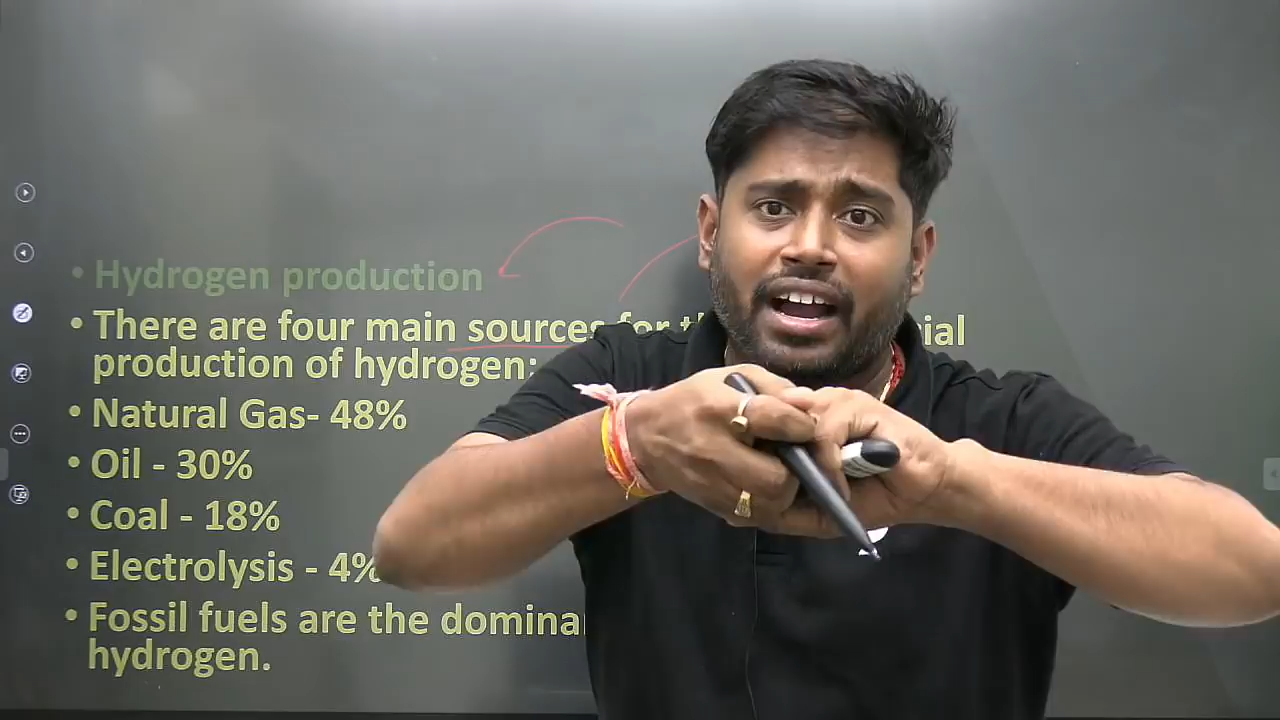 • Hydrogen production
• There are four main sources for
production of hydrogen:
• Natural Gas- 48%
• Oil - 30%
• Coal - 18%
• Electrolysis - 4%
• Fossil fuels are the
hydrogen.